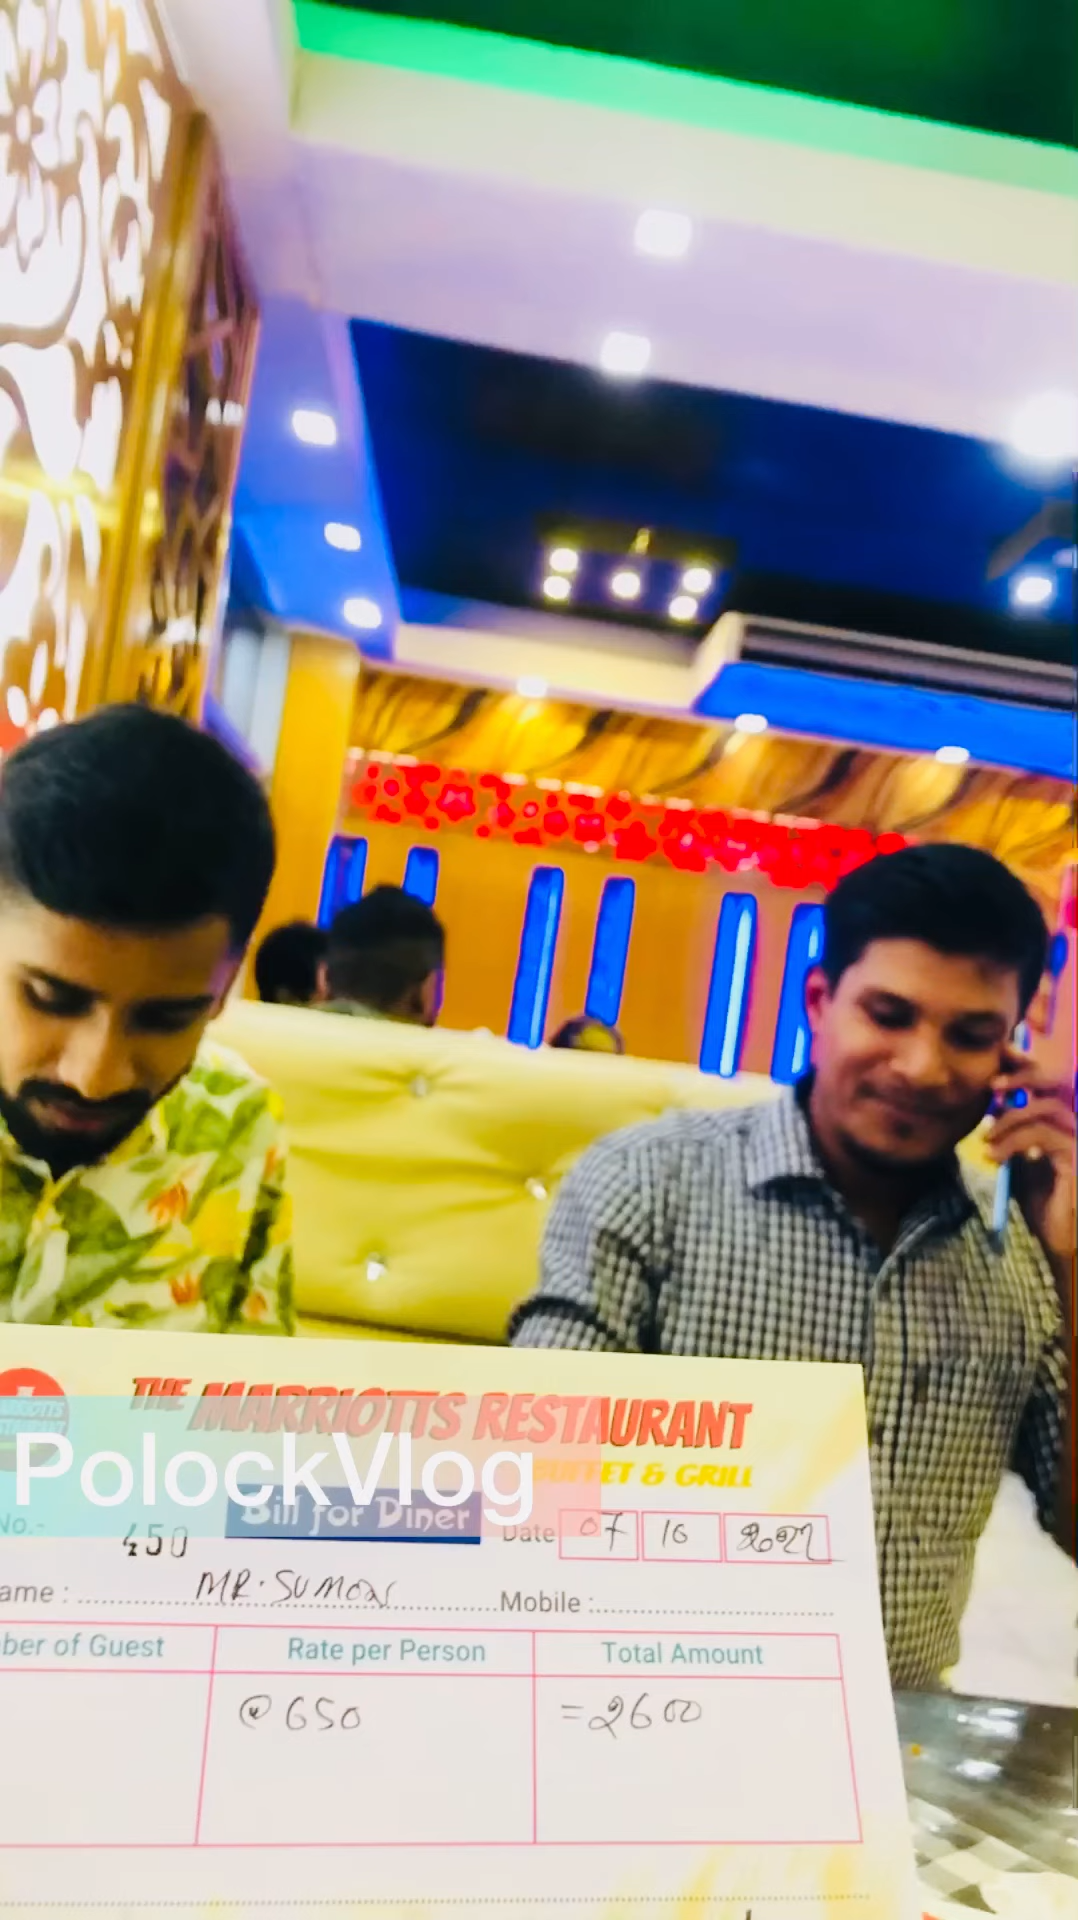 THE MARRIOTTS RESTAURANT
BUFFET & GRILL
PolockVlog
Bill for Diner
No.- 450
Date 07 10 2021
ame : MR. SUMON Mobile :
ber of Guest Rate per Person Total Amount
@ 650 = 2600